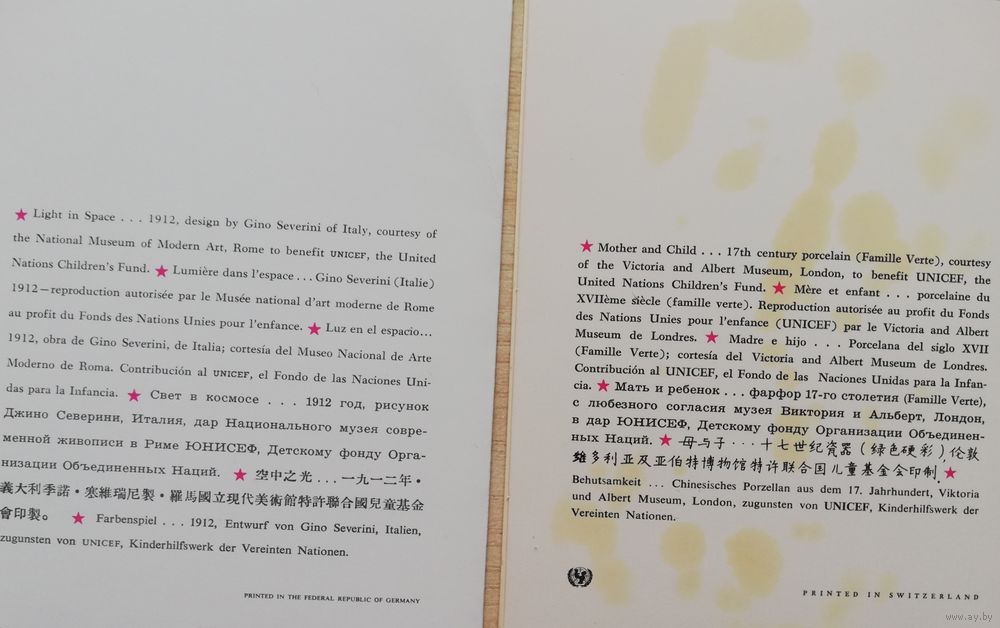 ★ Light in Space . . . 1912, design by Gino Severini of Italy, courtesy of
the National Museum of Modern Art, Rome to benefit UNICEF, the United
Nations Children's Fund. ★ Lumière dans l'espace . . . Gino Severini (Italie)
1912 — reproduction autorisée par le Musée national d'art moderne de Rome
au profit du Fonds des Nations Unies pour l'enfance. ★ Luz en el espacio...
1912, obra de Gino Severini, de Italia; cortesía del Museo Nacional de Arte
Moderno de Roma. Contribución al UNICEF, el Fondo de las Naciones Uni-
das para la Infancia. ★ Свет в космосе . . . 1912 год, рисунок
Джино Северини, Италия, дар Национального музея совре-
менной живописи в Риме ЮНИСЕФ, Детскому фонду Орга-
низации Объединенных Наций. ★ 空中之光 . . . 一九一二年・
義大利季諾・塞維瑞尼製・羅馬國立現代美術館特許聯合國兒童基金
會印製。 ★ Farbenspiel . . . 1912, Entwurf von Gino Severini, Italien,
zugunsten von UNICEF, Kinderhilfswerk der Vereinten Nationen.
PRINTED IN THE FEDERAL REPUBLIC OF GERMANY
★ Mother and Child . . . 17th century porcelain (Famille Verte), courtesy
of the Victoria and Albert Museum, London, to benefit UNICEF, the
United Nations Children's Fund. ★ Mère et enfant . . . porcelaine du
XVIIème siècle (famille verte). Reproduction autorisée au profit du Fonds
des Nations Unies pour l'enfance (UNICEF) par le Victoria and Albert
Museum de Londres. ★ Madre e hijo . . . Porcelana del siglo XVII
(Famille Verte); cortesía del Victoria and Albert Museum de Londres.
Contribución al UNICEF, el Fondo de las Naciones Unidas para la Infan-
cia. ★ Мать и ребенок . . . фарфор 17-го столетия (Famille Verte),
с любезного согласия музея Виктория и Альберт, Лондон,
в дар ЮНИСЕФ, Детскому фонду Организации Объединен-
ных Наций. ★ 母与子 · · · 十七世纪瓷器 (绿色硬彩) 伦敦
维多利亚及亚伯特博物馆特许联合国儿童基金会印制. ★
Behutsamkeit . . . Chinesisches Porzellan aus dem 17. Jahrhundert, Viktoria
und Albert Museum, London, zugunsten von UNICEF, Kinderhilfswerk der
Vereinten Nationen.
PRINTED IN SWITZERLAND
www.ay.by